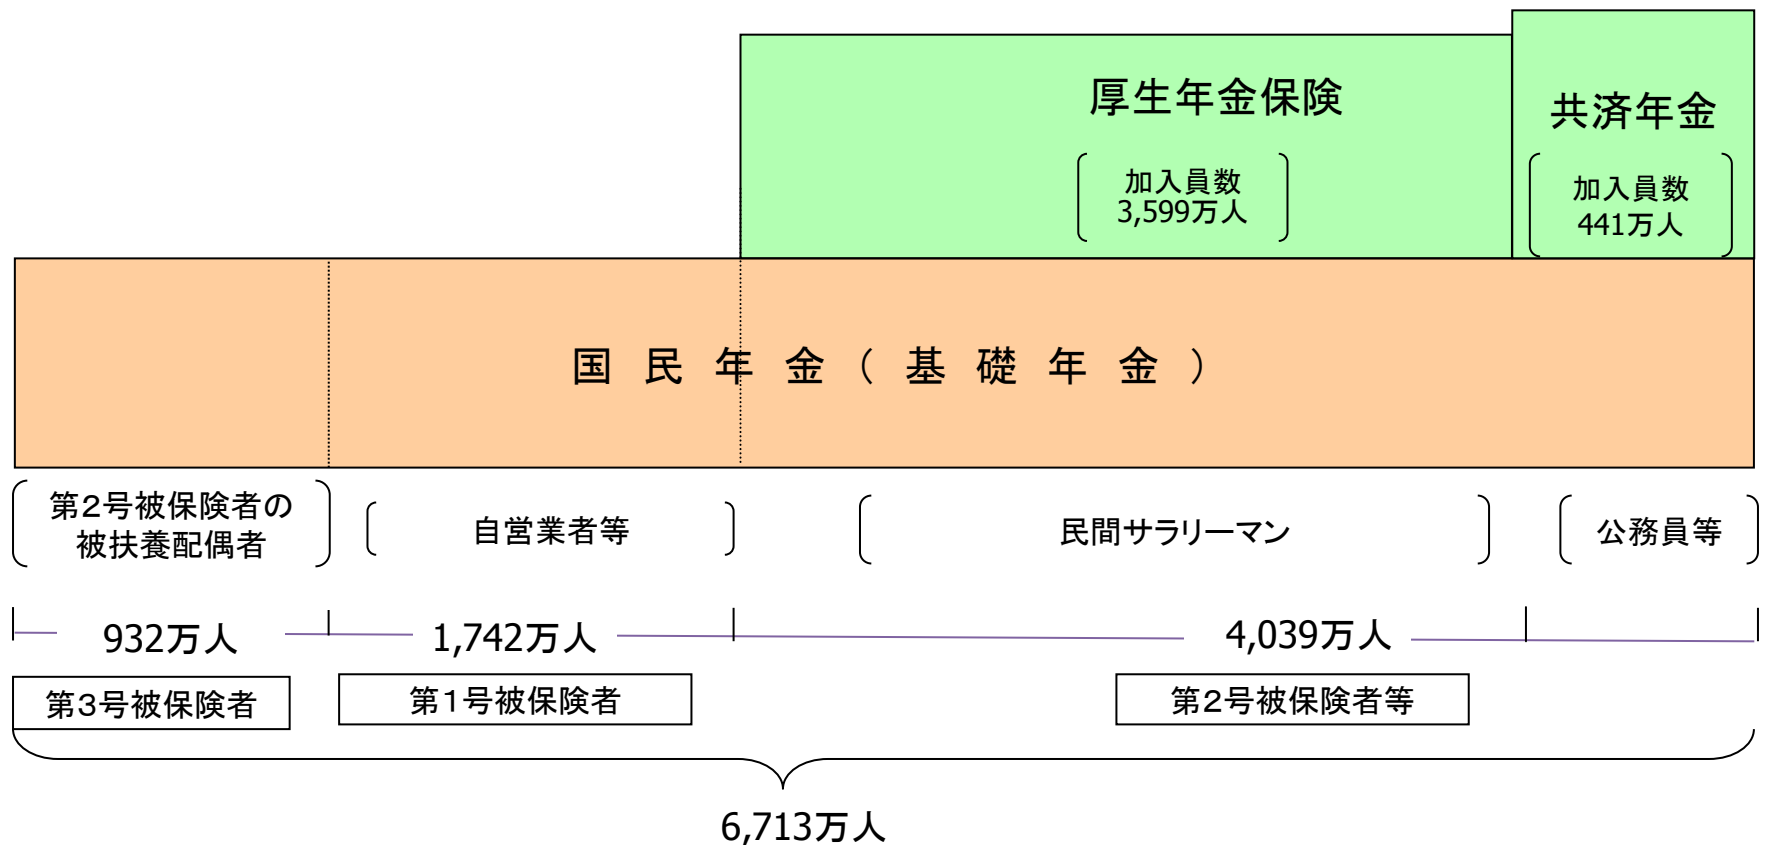 厚生年金保険
加入員数
3,599万人
共済年金
加入員数
441万人
国民年金(基礎年金)
第2号被保険者の
被扶養配偶者
自営業者等
民間サラリーマン
公務員等
932万人
1,742万人
4,039万人
第3号被保険者
第1号被保険者
第2号被保険者等
6,713万人